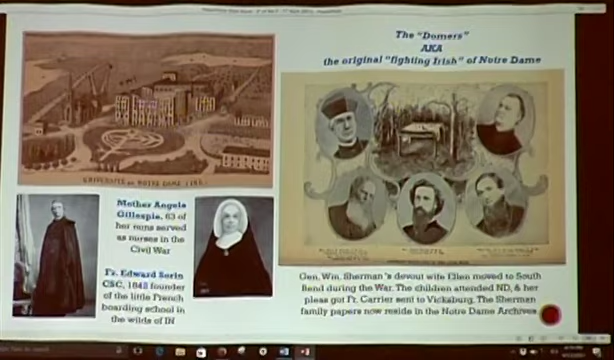 The "Domers"
AKA
the original "fighting Irish" of Notre Dame
UNIVERSITY OF NOTRE DAME
Mother Angela
Gillespie, 63 of
her nuns served
as nurses in the
Civil War
Fr. Edward Sorin
CSC, 1842 founder
of the little French
boarding school in
the wilds of IN
Gen. Wm. Sherman's devout wife Ellen moved to South
Bend during the War. The children attended ND, & her
pleas got Fr. Carrier sent to Vicksburg. The Sherman
family papers now reside in the Notre Dame Archives